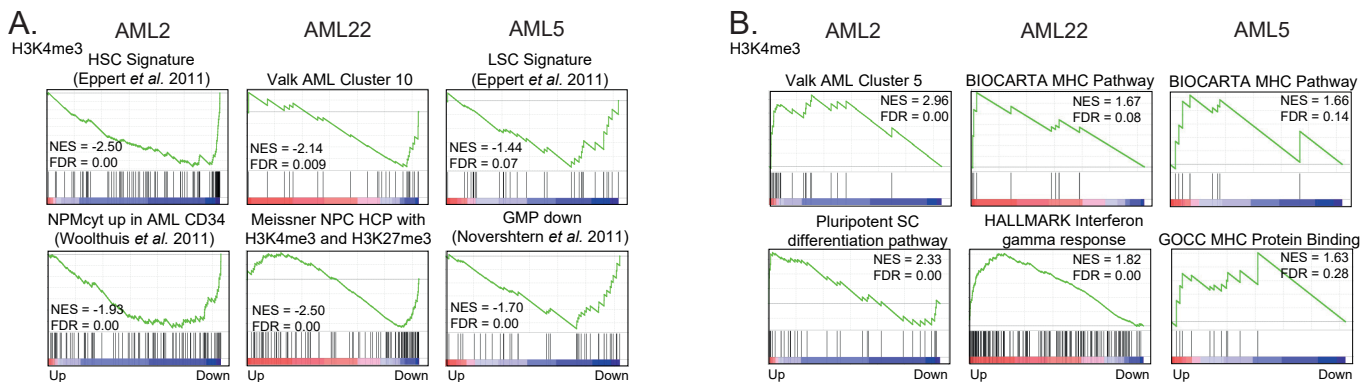 A.
AML2
AML22
AML5
H3K4me3
HSC Signature
(Eppert et al. 2011)
NES = -2.50
FDR = 0.00
Valk AML Cluster 10
NES = -2.14
FDR = 0.009
LSC Signature
(Eppert et al. 2011)
NES = -1.44
FDR = 0.07
NPMcyt up in AML CD34
(Woolthuis et al. 2011)
NES = -1.93
FDR = 0.00
Meissner NPC HCP with
H3K4me3 and H3K27me3
NES = -2.50
FDR = 0.00
GMP down
(Novershtern et al. 2011)
NES = -1.70
FDR = 0.00
Up
Down
Up
Down
Up
Down
B.
AML2
AML22
AML5
H3K4me3
Valk AML Cluster 5
NES = 2.96
FDR = 0.00
BIOCARTA MHC Pathway
NES = 1.67
FDR = 0.08
BIOCARTA MHC Pathway
NES = 1.66
FDR = 0.14
Pluripotent SC
differentiation pathway
NES = 2.33
FDR = 0.00
HALLMARK Interferon
gamma response
NES = 1.82
FDR = 0.00
GOCC MHC Protein Binding
NES = 1.63
FDR = 0.28
Up
Down
Up
Down
Up
Down